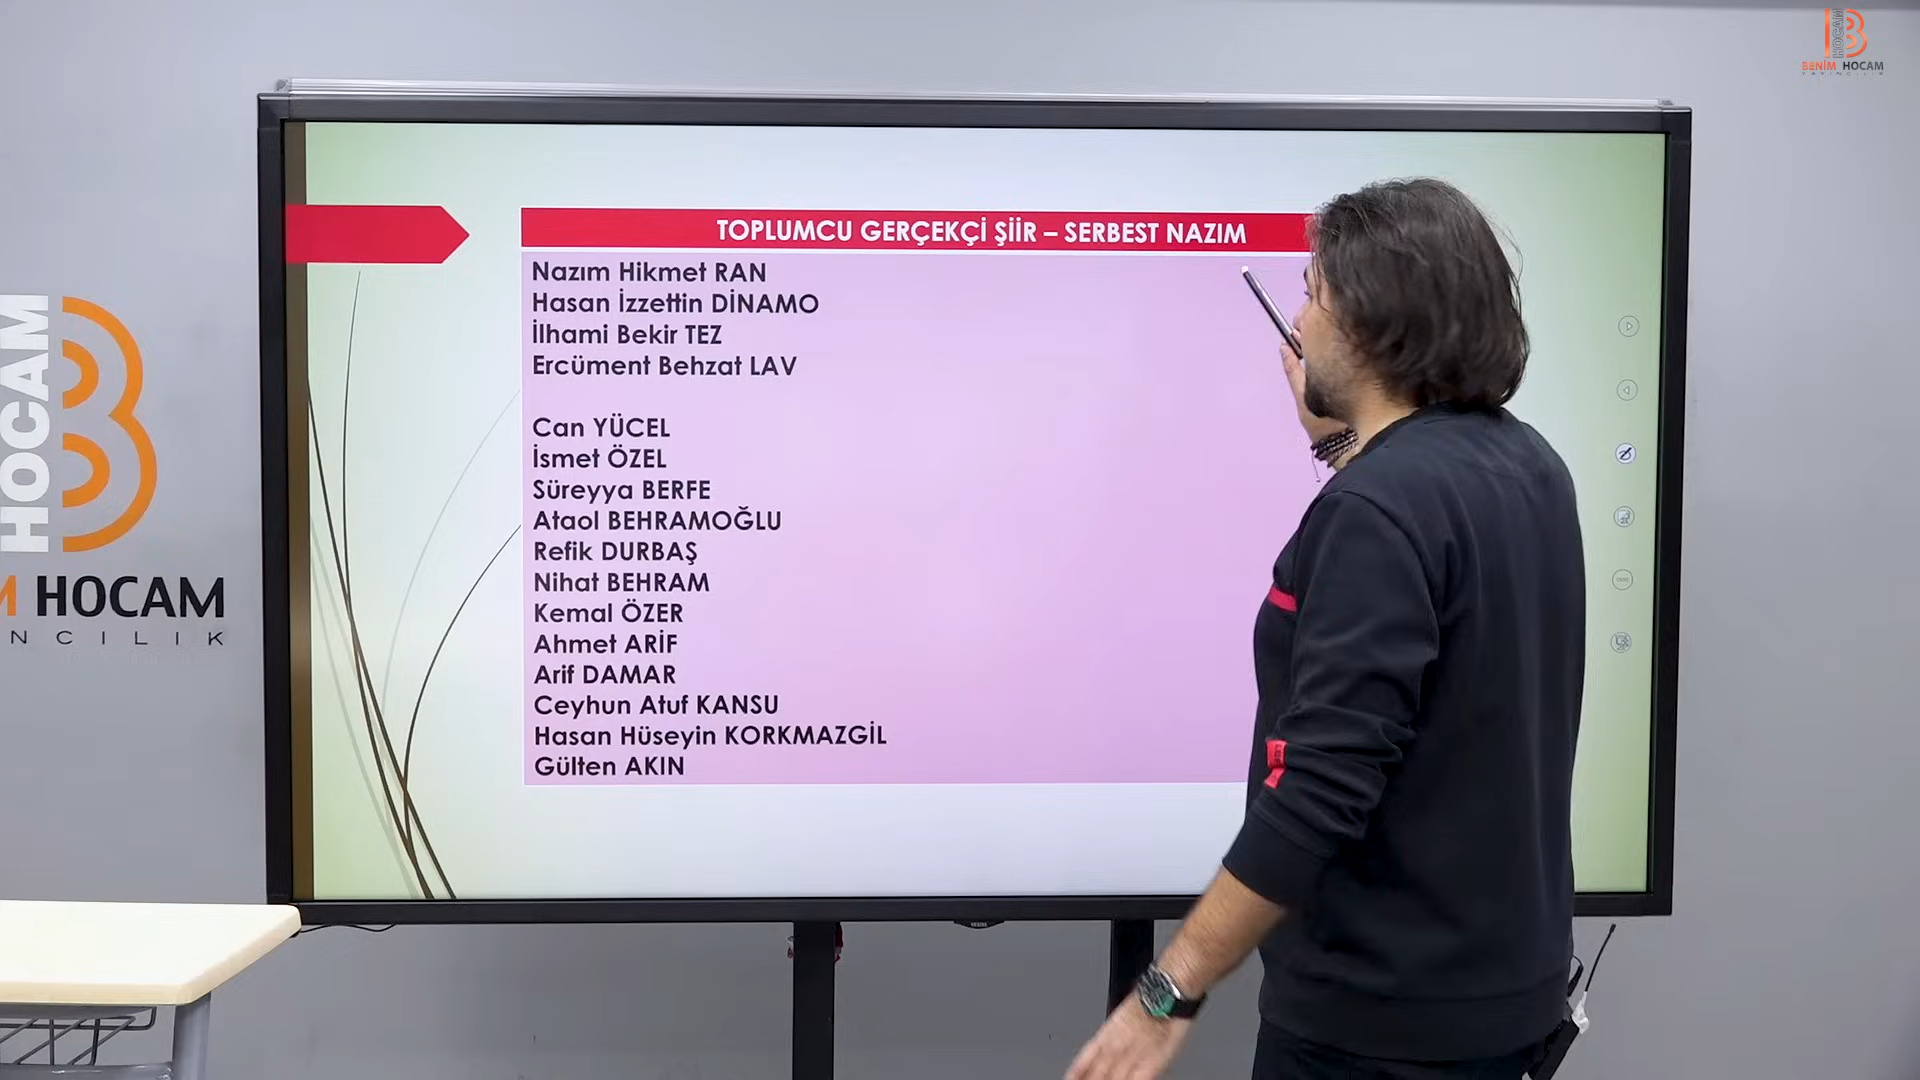 BENİM HOCAM
YAYINCILIK
TOPLUMCU GERÇEKÇİ ŞİİR – SERBEST NAZIM
Nazım Hikmet RAN
Hasan İzzettin DİNAMO
İlhami Bekir TEZ
Ercüment Behzat LAV
Can YÜCEL
İsmet ÖZEL
Süreyya BERFE
Ataol BEHRAMOĞLU
Refik DURBAŞ
Nihat BEHRAM
Kemal ÖZER
Ahmet ARİF
Arif DAMAR
Ceyhun Atuf KANSU
Hasan Hüseyin KORKMAZGİL
Gülten AKIN
HOCAM
M HOCAM
NCILIK